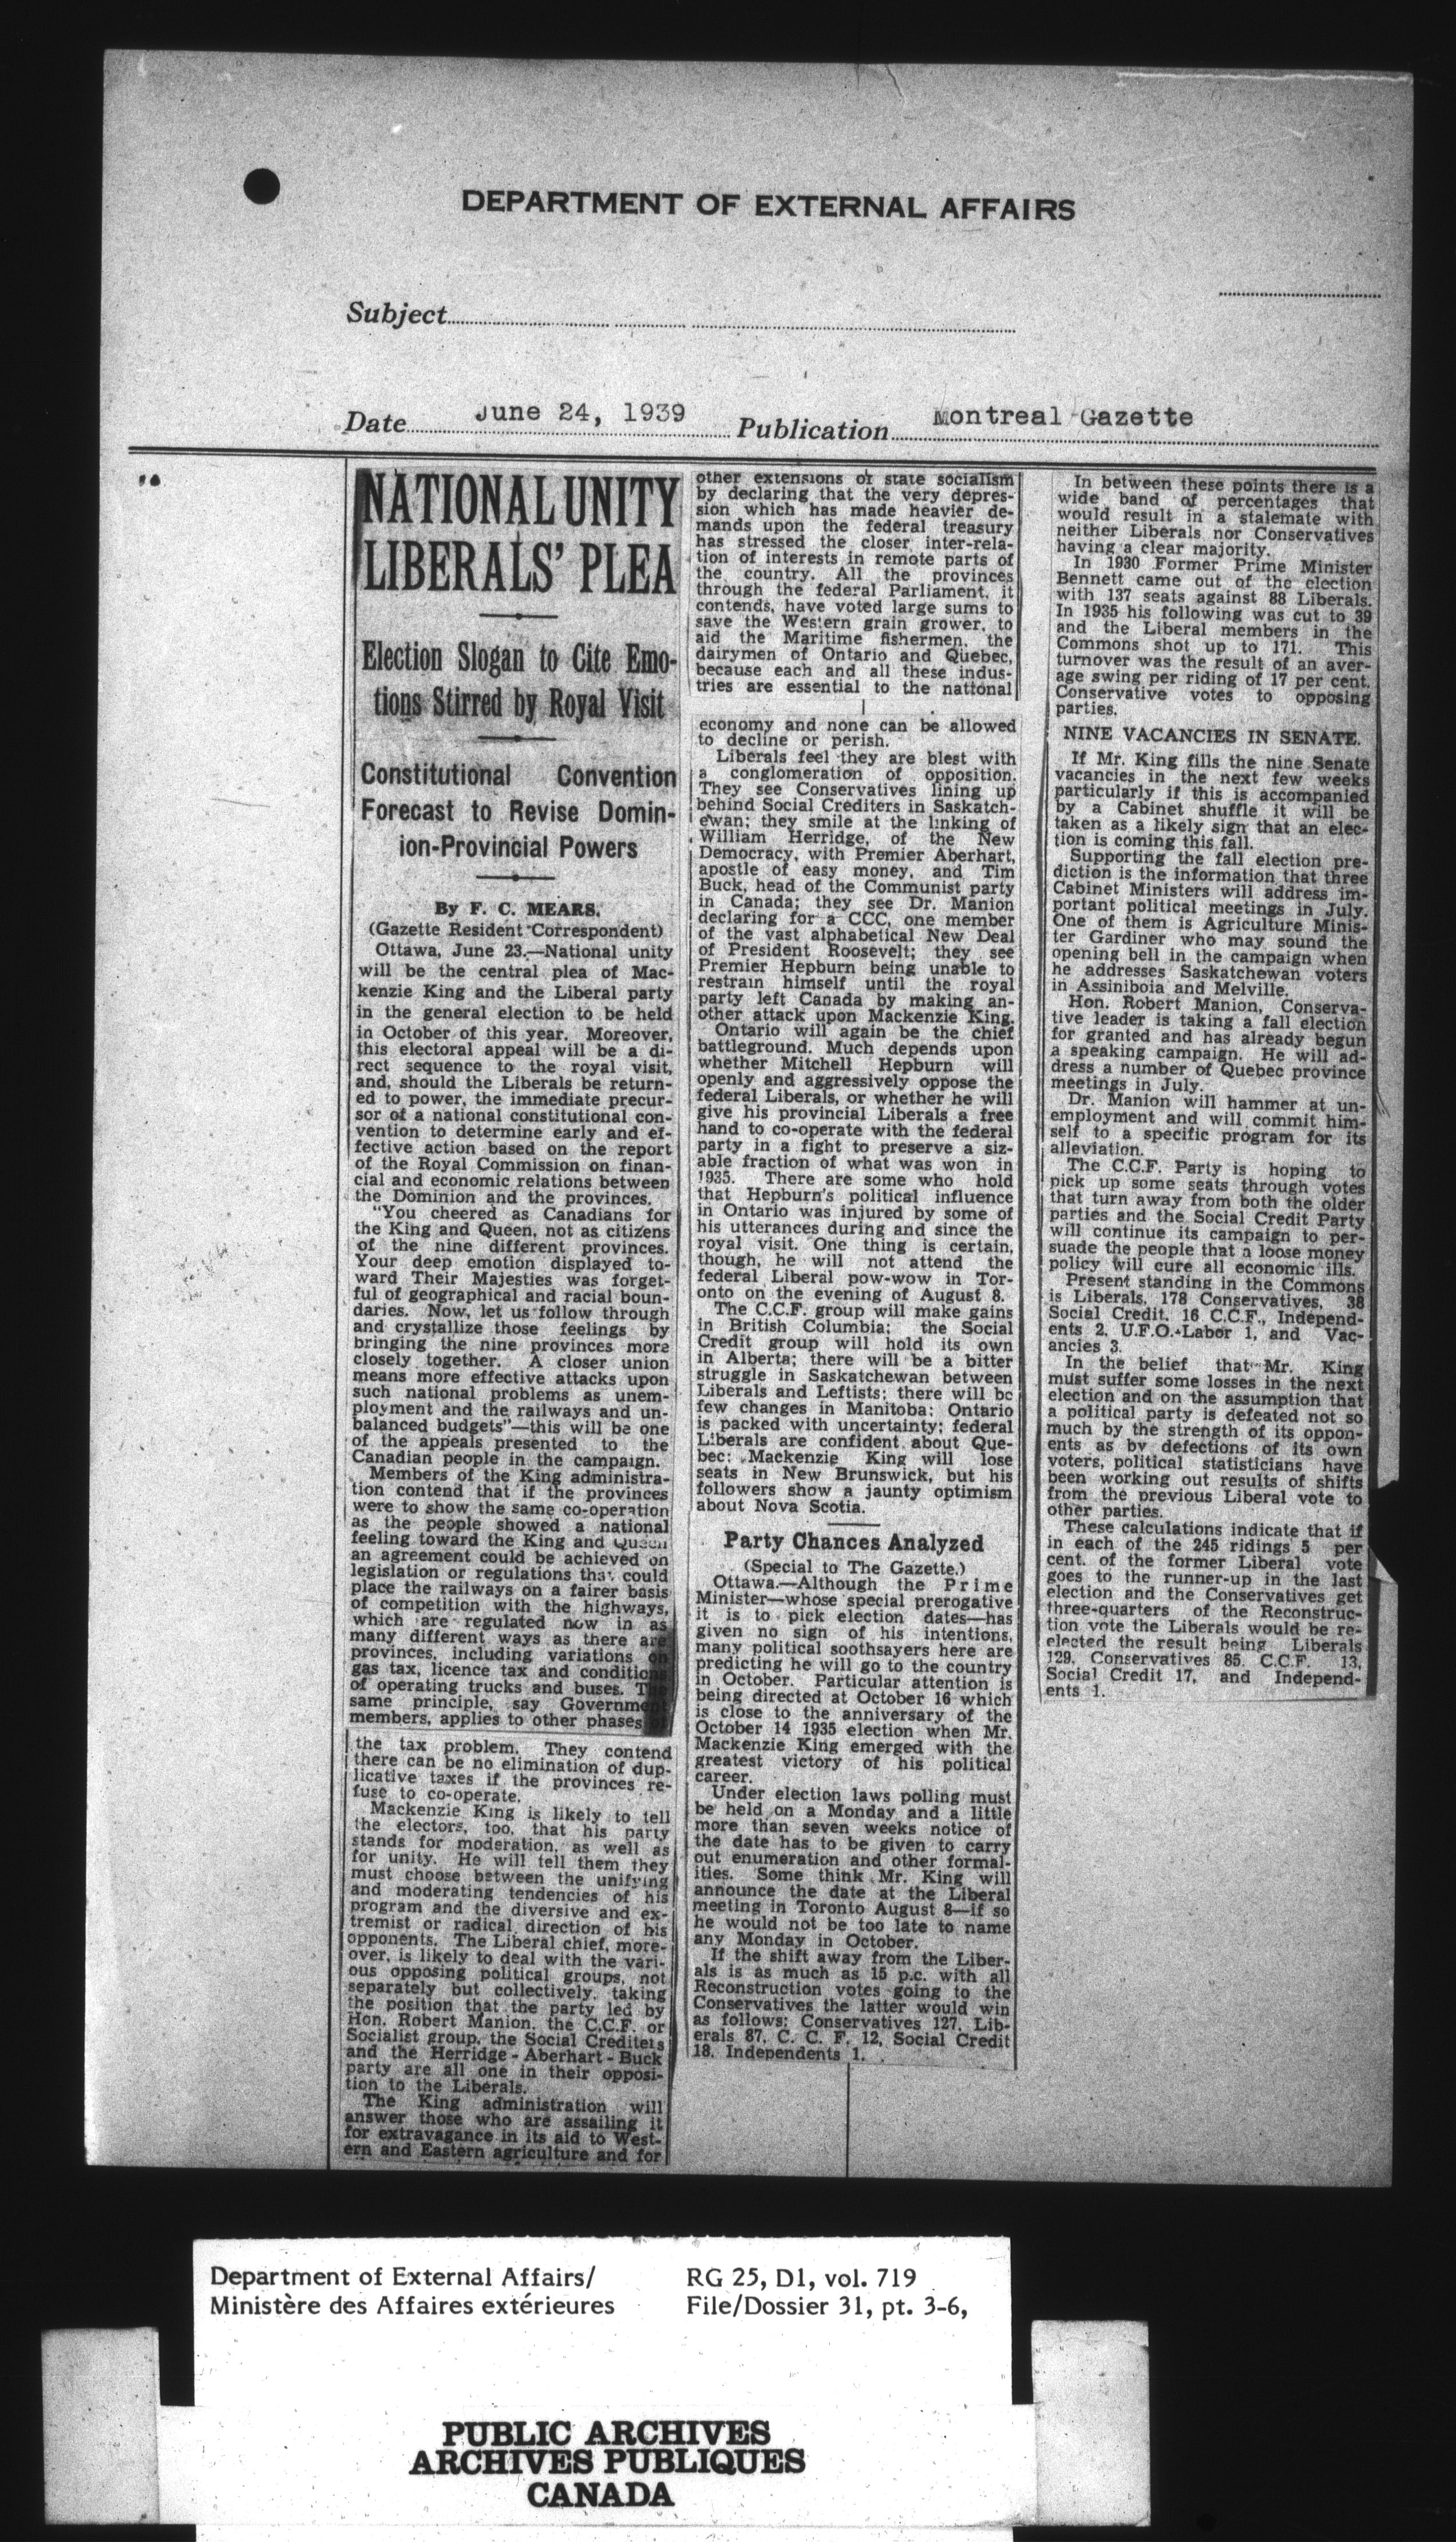 DEPARTMENT OF EXTERNAL AFFAIRS
Subject
Date June 24, 1939 Publication Montreal Gazette
NATIONAL UNITY
LIBERALS' PLEA
Election Slogan to Cite Emo-
tions Stirred by Royal Visit
Constitutional Convention
Forecast to Revise Domin-
ion-Provincial Powers
By F. C. MEARS.
(Gazette Resident Correspondent)
Ottawa, June 23.—National unity
will be the central plea of Mac-
kenzie King and the Liberal party
in the general election to be held
in October of this year. Moreover,
this electoral appeal will be a di-
rect sequence to the royal visit,
and, should the Liberals be return-
ed to power, the immediate precur-
sor of a national constitutional con-
vention to determine early and ef-
fective action based on the report
of the Royal Commission on finan-
cial and economic relations between
the Dominion and the provinces.
"You cheered as Canadians for
the King and Queen, not as citizens
of the nine different provinces.
Your deep emotion displayed to-
ward Their Majesties was forget-
ful of geographical and racial boun-
daries. Now, let us follow through
and crystallize those feelings by
bringing the nine provinces more
closely together. A closer union
means more effective attacks upon
such national problems as unem-
ployment and the railways and un-
balanced budgets"—this will be one
of the appeals presented to the
Canadian people in the campaign.
Members of the King administra-
tion contend that if the provinces
were to show the same co-operation
as the people showed a national
feeling toward the King and Queen
an agreement could be achieved on
legislation or regulations that could
place the railways on a fairer basis
of competition with the highways,
which are regulated now in as
many different ways as there are
provinces, including variations on
gas tax, licence tax and conditions
of operating trucks and buses. The
same principle, say Government
members, applies to other phases of
the tax problem. They contend
there can be no elimination of dup-
licative taxes if the provinces re-
fuse to co-operate.
Mackenzie King is likely to tell
the electors, too, that his party
stands for moderation, as well as
for unity. He will tell them they
must choose between the unifying
and moderating tendencies of his
program and the diversive and ex-
tremist or radical direction of his
opponents. The Liberal chief, more-
over, is likely to deal with the vari-
ous opposing political groups, not
separately but collectively, taking
the position that the party led by
Hon. Robert Manion, the C.C.F. or
Socialist group, the Social Crediters
and the Herridge-Aberhart-Buck
party are all one in their opposi-
tion to the Liberals.
The King administration will
answer those who are assailing it
for extravagance in its aid to West-
ern and Eastern agriculture and for
other extensions of state socialism
by declaring that the very depres-
sion which has made heavier de-
mands upon the federal treasury
has stressed the closer inter-rela-
tion of interests in remote parts of
the country. All the provinces
through the federal Parliament, it
contends, have voted large sums to
save the Western grain grower, to
aid the Maritime fishermen, the
dairymen of Ontario and Quebec,
because each and all these indus-
tries are essential to the national
economy and none can be allowed
to decline or perish.
Liberals feel they are blest with
a conglomeration of opposition.
They see Conservatives lining up
behind Social Crediters in Saskatch-
ewan; they smile at the linking of
William Herridge, of the New
Democracy, with Premier Aberhart,
apostle of easy money, and Tim
Buck, head of the Communist party
in Canada; they see Dr. Manion
declaring for a CCC, one member
of the vast alphabetical New Deal
of President Roosevelt; they see
Premier Hepburn being unable to
restrain himself until the royal
party left Canada by making an-
other attack upon Mackenzie King.
Ontario will again be the chief
battleground. Much depends upon
whether Mitchell Hepburn will
openly and aggressively oppose the
federal Liberals, or whether he will
give his provincial Liberals a free
hand to co-operate with the federal
party in a fight to preserve a siz-
able fraction of what was won in
1935. There are some who hold
that Hepburn's political influence
in Ontario was injured by some of
his utterances during and since the
royal visit. One thing is certain,
though, he will not attend the
federal Liberal pow-wow in Tor-
onto on the evening of August 8.
The C.C.F. group will make gains
in British Columbia; the Social
Credit group will hold its own
in Alberta; there will be a bitter
struggle in Saskatchewan between
Liberals and Leftists; there will be
few changes in Manitoba; Ontario
is packed with uncertainty; federal
Liberals are confident about Que-
bec; Mackenzie King will lose
seats in New Brunswick, but his
followers show a jaunty optimism
about Nova Scotia.
Party Chances Analyzed
(Special to The Gazette.)
Ottawa.—Although the Prime
Minister—whose special prerogative
it is to pick election dates—has
given no sign of his intentions,
many political soothsayers here are
predicting he will go to the country
in October. Particular attention is
being directed at October 16 which
is close to the anniversary of the
October 14 1935 election when Mr.
Mackenzie King emerged with the
greatest victory of his political
career.
Under election laws polling must
be held on a Monday and a little
more than seven weeks notice of
the date has to be given to carry
out enumeration and other formal-
ities. Some think Mr. King will
announce the date at the Liberal
meeting in Toronto August 8—if so
he would not be too late to name
any Monday in October.
If the shift away from the Liber-
als is as much as 15 p.c. with all
Reconstruction votes going to the
Conservatives the latter would win
as follows: Conservatives 127, Lib-
erals 87, C. C. F. 12, Social Credit
18, Independents 1.
In between these points there is a
wide band of percentages that
would result in a stalemate with
neither Liberals nor Conservatives
having a clear majority.
In 1930 Former Prime Minister
Bennett came out of the election
with 137 seats against 88 Liberals.
In 1935 his following was cut to 39
and the Liberal members in the
Commons shot up to 171. This
turnover was the result of an aver-
age swing per riding of 17 per cent.
Conservative votes to opposing
parties.
NINE VACANCIES IN SENATE.
If Mr. King fills the nine Senate
vacancies in the next few weeks
particularly if this is accompanied
by a Cabinet shuffle it will be
taken as a likely sign that an elec-
tion is coming this fall.
Supporting the fall election pre-
diction is the information that three
Cabinet Ministers will address im-
portant political meetings in July.
One of them is Agriculture Minis-
ter Gardiner who may sound the
opening bell in the campaign when
he addresses Saskatchewan voters
in Assiniboia and Melville.
Hon. Robert Manion, Conserva-
tive leader is taking a fall election
for granted and has already begun
a speaking campaign. He will ad-
dress a number of Quebec province
meetings in July.
Dr. Manion will hammer at un-
employment and will commit him-
self to a specific program for its
alleviation.
The C.C.F. Party is hoping to
pick up some seats through votes
that turn away from both the older
parties and the Social Credit Party
will continue its campaign to per-
suade the people that a loose money
policy will cure all economic ills.
Present standing in the Commons
is Liberals, 178 Conservatives, 38
Social Credit, 16 C.C.F., Independ-
ents 2, U.F.O.-Labor 1, and Vac-
ancies 3.
In the belief that Mr. King
must suffer some losses in the next
election and on the assumption that
a political party is defeated not so
much by the strength of its oppon-
ents as by defections of its own
voters, political statisticians have
been working out results of shifts
from the previous Liberal vote to
other parties.
These calculations indicate that if
in each of the 245 ridings 5 per
cent. of the former Liberal vote
goes to the runner-up in the last
election and the Conservatives get
three-quarters of the Reconstruc-
tion vote the Liberals would be re-
elected the result being Liberals
129, Conservatives 85, C.C.F. 13,
Social Credit 17, and Independ-
ents 1.
Department of External Affairs/
Ministère des Affaires extérieures
RG 25, D1, vol. 719
File/Dossier 31, pt. 3-6,
PUBLIC ARCHIVES
ARCHIVES PUBLIQUES
CANADA